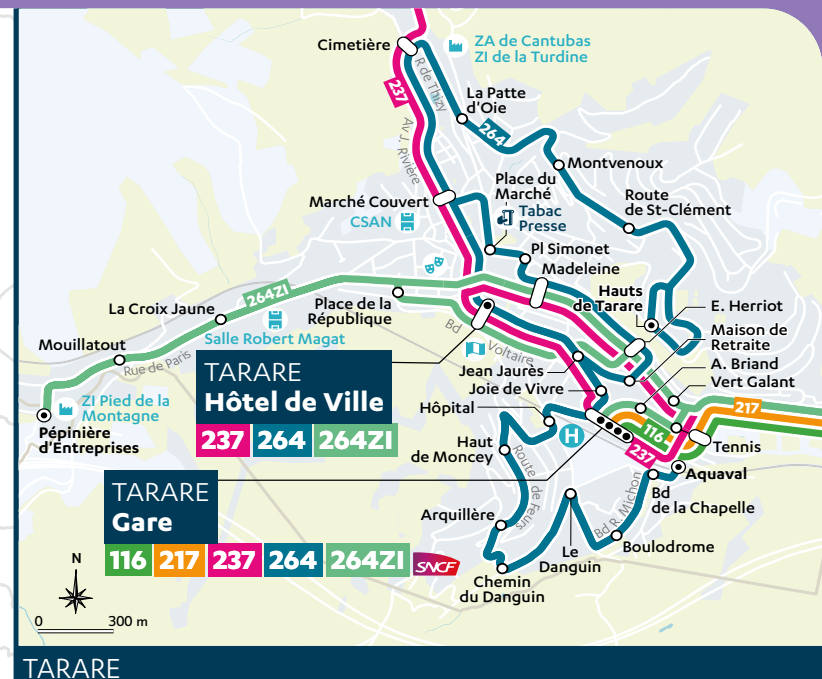 Cimetière
ZA de Cantubas
ZI de la Turdine
R de Thizy
237
La Patte
d'Oie
264
Av J. Rivière
Montvenoux
Place du
Marché
Route
de St-Clément
Marché Couvert
CSAN
Tabac
Presse
Pl Simonet
Madeleine
264ZI
Hauts
de Tarare
La Croix Jaune
Place de la
République
E. Herriot
Salle Robert Magat
Bd Voltaire
Maison de
Retraite
Mouillatout
Rue de Paris
Jean Jaurès
A. Briand
TARARE
Hôtel de Ville
237 264 264ZI
Joie de Vivre
Vert Galant
ZI Pied de la
Montagne
Hôpital
H
217
116
Pépinière
d'Entreprises
Haut
de Moncey
237
Tennis
Route de Feurs
Aquaval
TARARE
Gare
116 217 237 264 264ZI SNCF
Bd R. Michon
Bd
de la Chapelle
Arquillère
Boulodrome
Le
Danguin
Chemin
du Danguin
N
0 300 m
TARARE